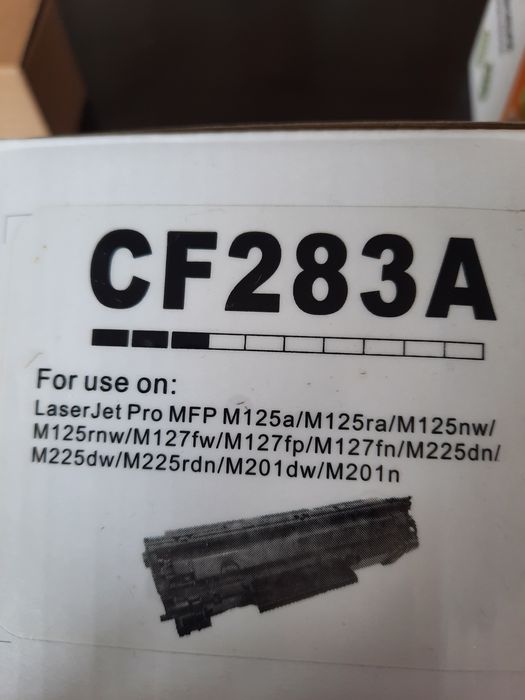 CF283A
For use on:
LaserJet Pro MFP M125a/M125ra/M125nw/
M125rnw/M127fw/M127fp/M127fn/M225dn/
M225dw/M225rdn/M201dw/M201n